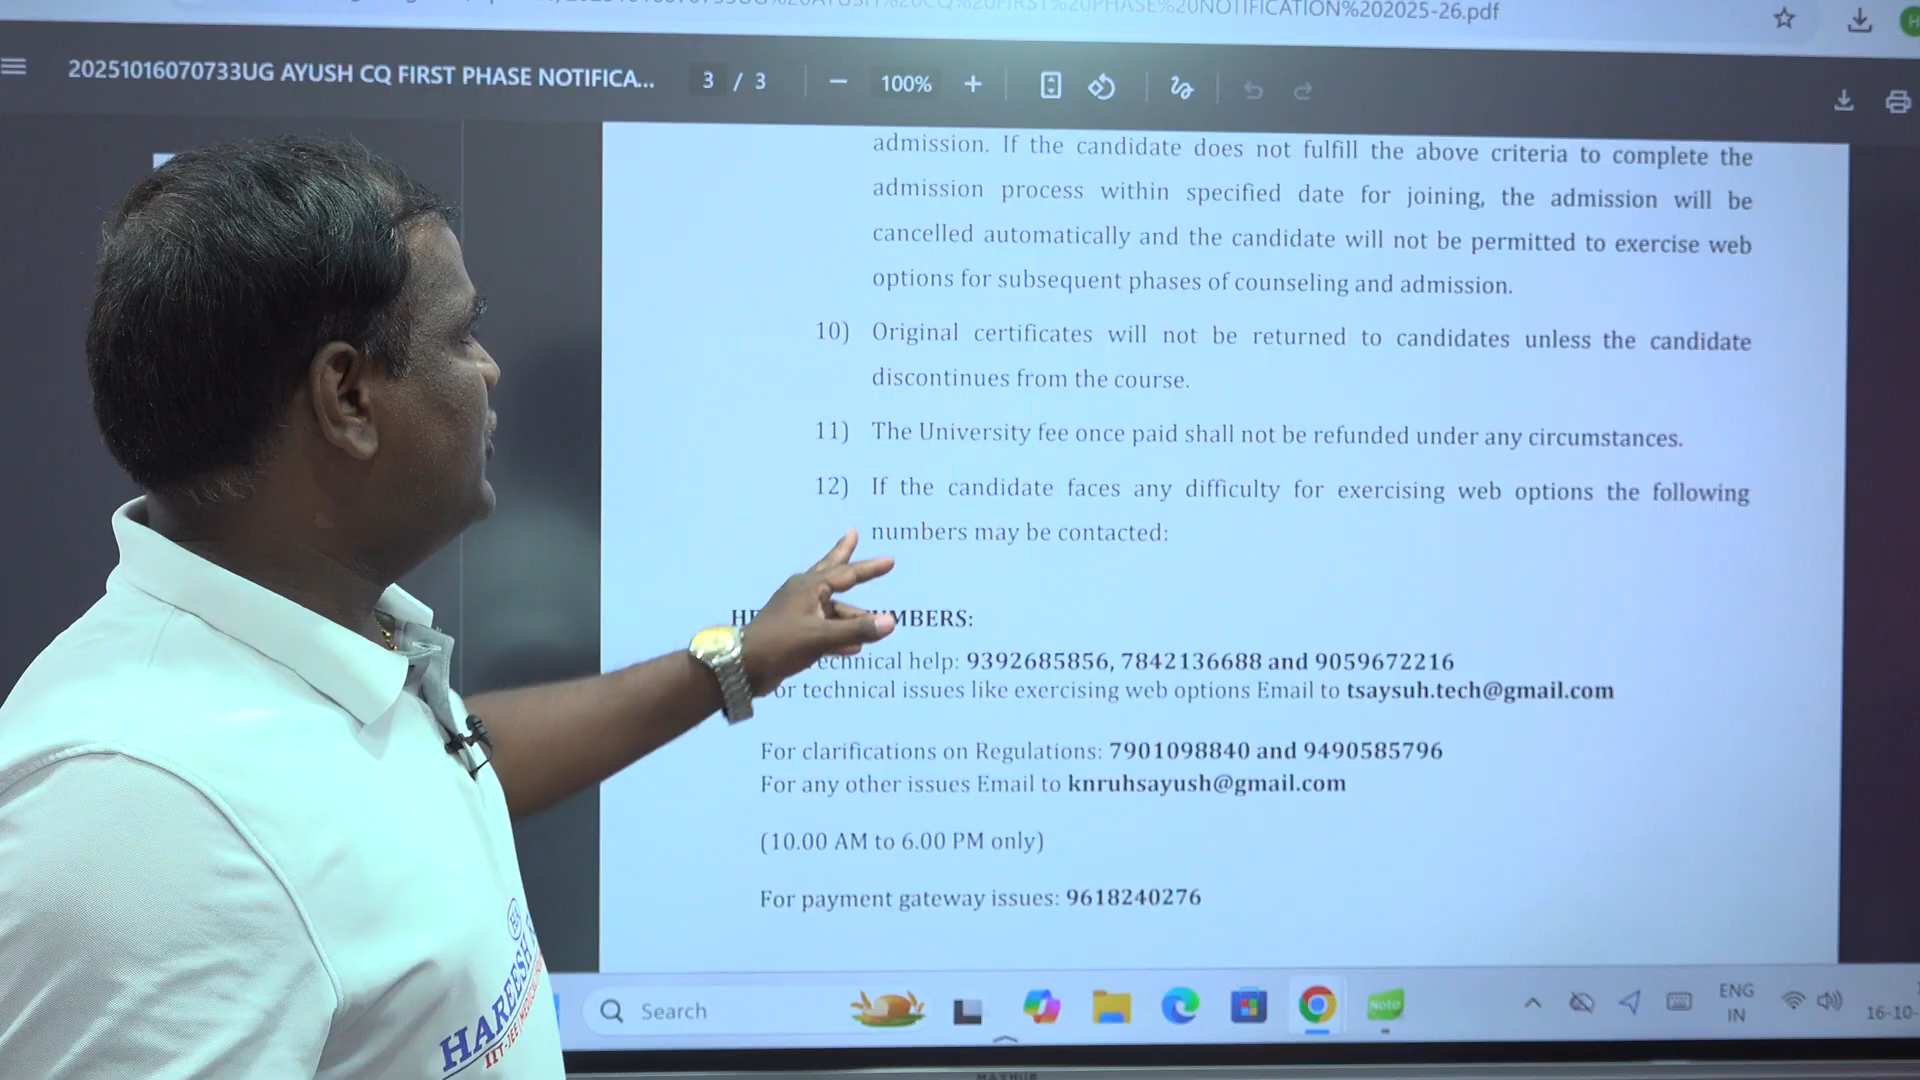 NOTIFICATION%202025-26.pdf
20251016070733UG AYUSH CQ FIRST PHASE NOTIFICA...
3 / 3
100%
admission. If the candidate does not fulfill the above criteria to complete the
admission process within specified date for joining, the admission will be
cancelled automatically and the candidate will not be permitted to exercise web
options for subsequent phases of counseling and admission.
10) Original certificates will not be returned to candidates unless the candidate
discontinues from the course.
11) The University fee once paid shall not be refunded under any circumstances.
12) If the candidate faces any difficulty for exercising web options the following
numbers may be contacted:
MBERS:
echnical help: 9392685856, 7842136688 and 9059672216
or technical issues like exercising web options Email to tsaysuh.tech@gmail.com
For clarifications on Regulations: 7901098840 and 9490585796
For any other issues Email to knruhsayush@gmail.com
(10.00 AM to 6.00 PM only)
For payment gateway issues: 9618240276
Search
ENG
IN
16-10-
HAREESH
IIT-JEE